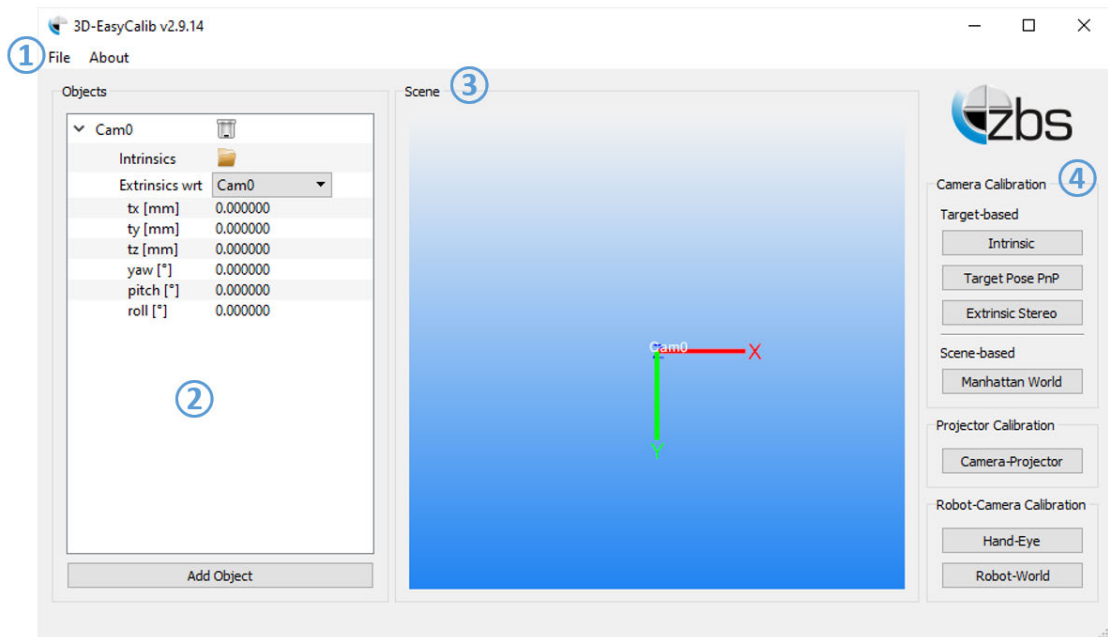 3D-EasyCalib v2.9.14
① File About
Objects
Cam0
Intrinsics
Extrinsics wrt Cam0
tx [mm] 0.000000
ty [mm] 0.000000
tz [mm] 0.000000
yaw [°] 0.000000
pitch [°] 0.000000
roll [°] 0.000000
②
Add Object
Scene ③
Cam0
Z
X
Y
zbs
Camera Calibration ④
Target-based
Intrinsic
Target Pose PnP
Extrinsic Stereo
Scene-based
Manhattan World
Projector Calibration
Camera-Projector
Robot-Camera Calibration
Hand-Eye
Robot-World